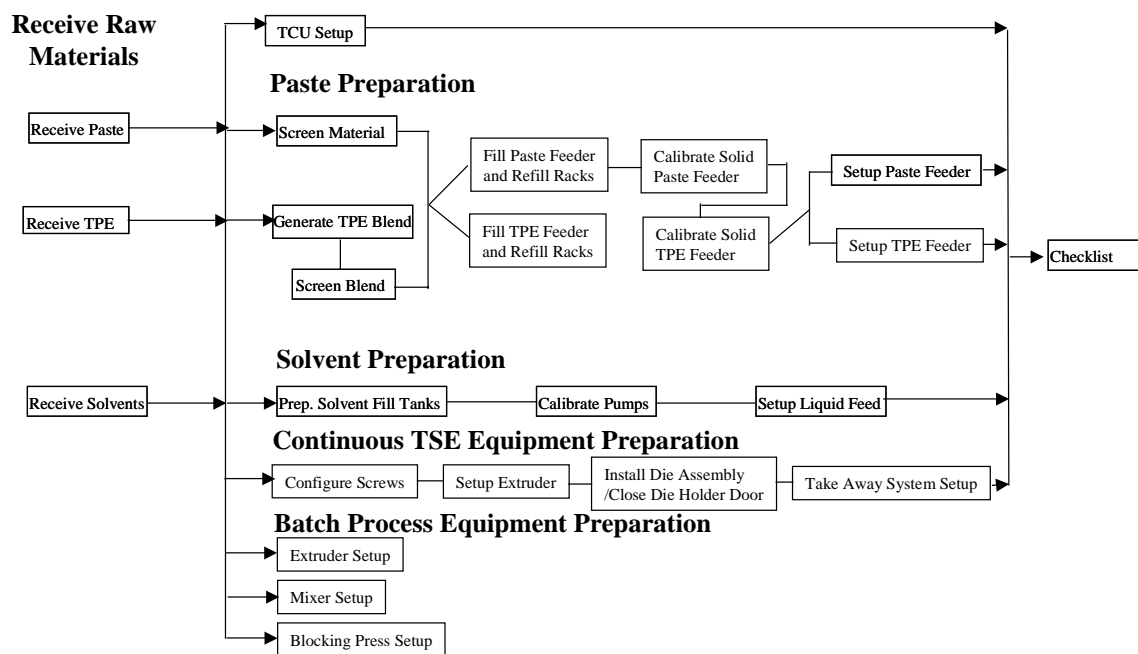 Receive Raw
Materials
TCU Setup
Paste Preparation
Receive Paste
Screen Material
Fill Paste Feeder
and Refill Racks
Calibrate Solid
Paste Feeder
Setup Paste Feeder
Receive TPE
Generate TPE Blend
Fill TPE Feeder
and Refill Racks
Calibrate Solid
TPE Feeder
Setup TPE Feeder
Screen Blend
Checklist
Solvent Preparation
Receive Solvents
Prep. Solvent Fill Tanks
Calibrate Pumps
Setup Liquid Feed
Continuous TSE Equipment Preparation
Configure Screws
Setup Extruder
Install Die Assembly
/Close Die Holder Door
Take Away System Setup
Batch Process Equipment Preparation
Extruder Setup
Mixer Setup
Blocking Press Setup